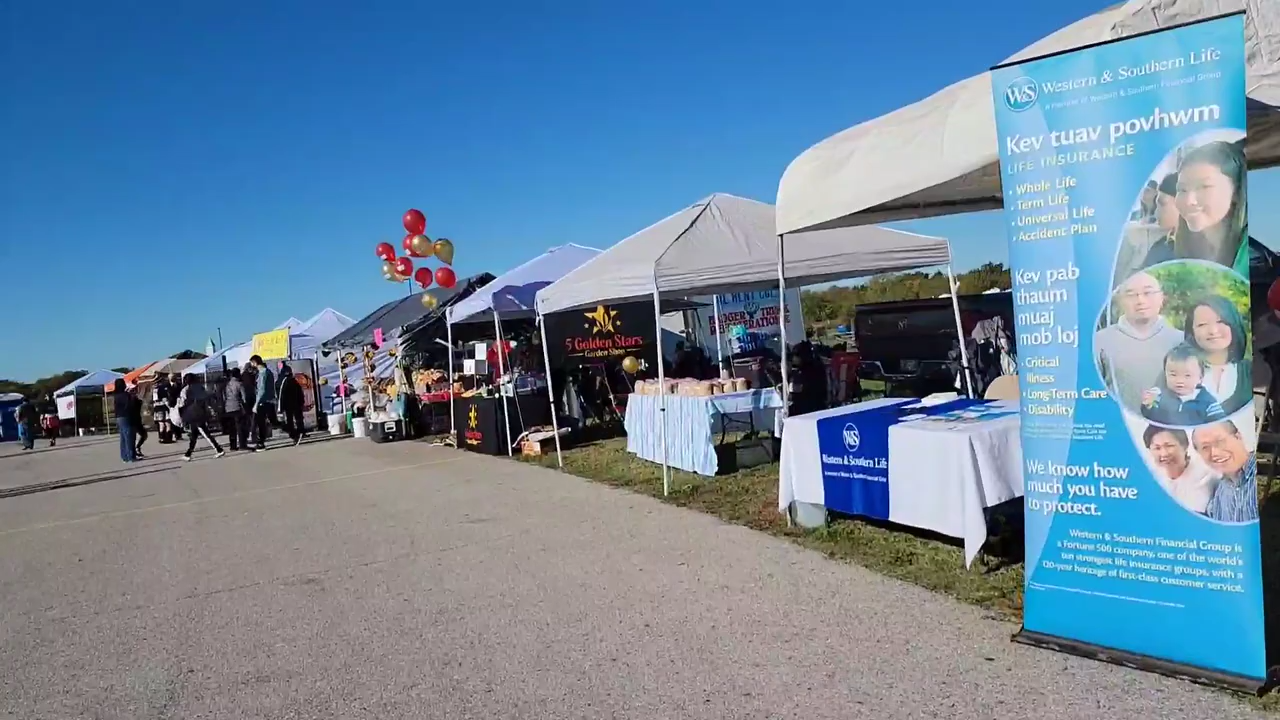 W&S Western & Southern Life
A member of Western & Southern Financial Group
Kev tuav povhwm
LIFE INSURANCE
• Whole Life
• Term Life
• Universal Life
• Accident Plan
Kev pab
thaum
muaj
mob loj
• Critical
Illness
• Long-Term Care
• Disability
We know how
much you have
to protect.
Western & Southern Financial Group is
a Fortune 500 company, one of the world's
ten strongest life insurance groups, with a
120-year heritage of first-class customer service.
W&S
Western & Southern Life
5 Golden Stars
Garden Shop